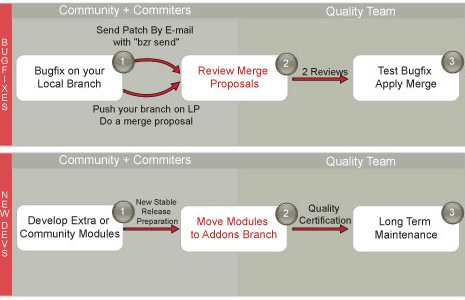 Community + Commiters
Quality Team
BUGFIXES
Send Patch By E-mail
with "bzr send"
1
Bugfix on your
Local Branch
Push your branch on LP
Do a merge proposal
2
Review Merge
Proposals
2 Reviews
3
Test Bugfix
Apply Merge
Community + Commiters
Quality Team
NEW DEVS
1
Develop Extra or
Community Modules
New Stable
Release
Preparation
2
Move Modules
to Addons Branch
Quality
Certification
3
Long Term
Maintenance